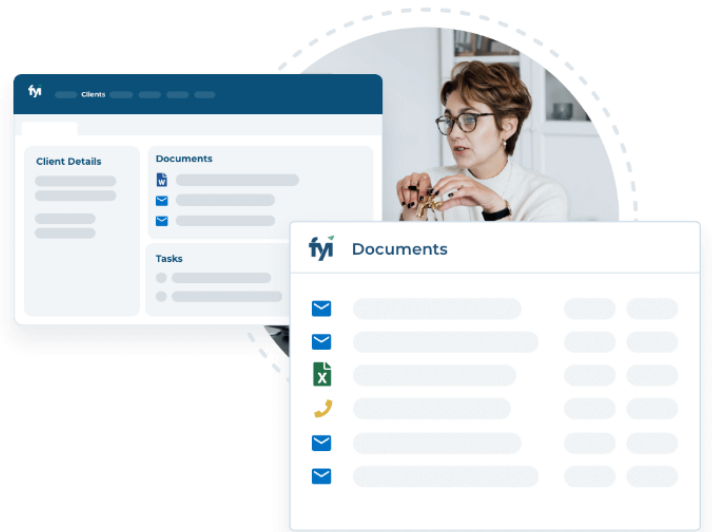 fyi
Clients
Client Details
Documents
W
Tasks
fyi Documents
X